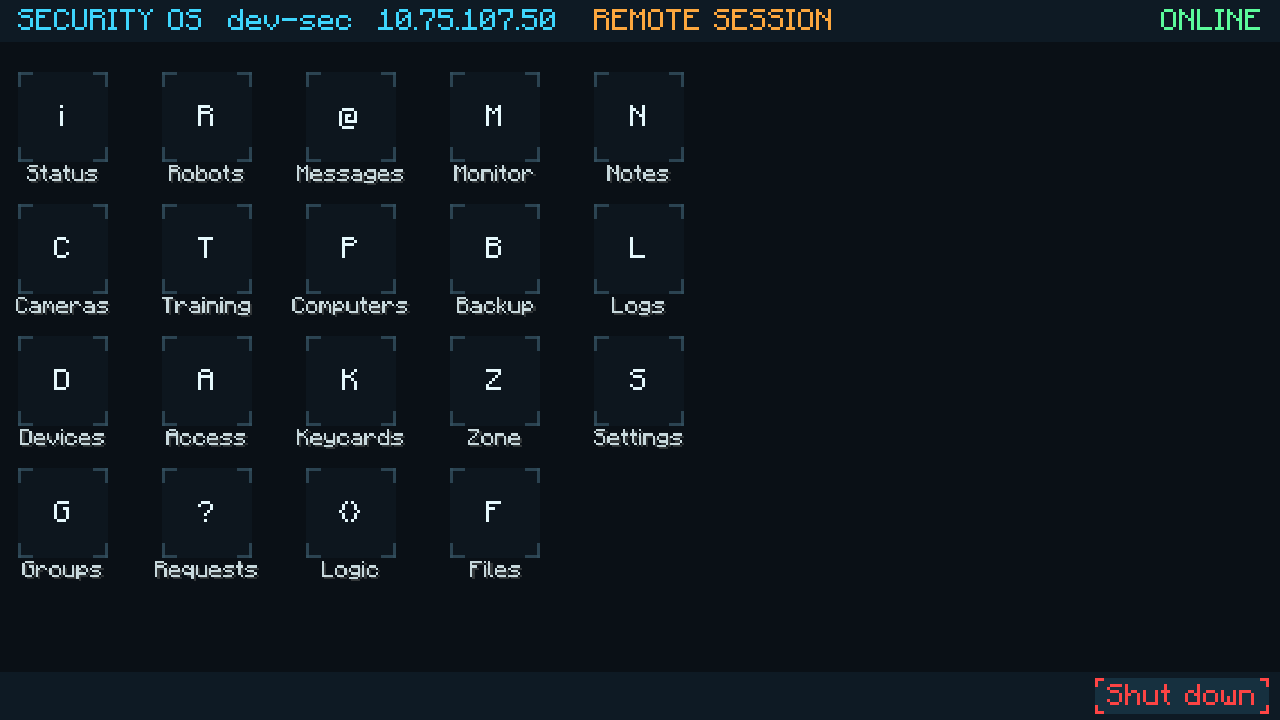 SECURITY OS dev-sec 10.75.107.50 REMOTE SESSION ONLINE
i R @ M N
Status Robots Messages Monitor Notes
C T P B L
Cameras Training Computers Backup Logs
D A K Z S
Devices Access Keycards Zone Settings
G ? {} F
Groups Requests Logic Files
Shut down